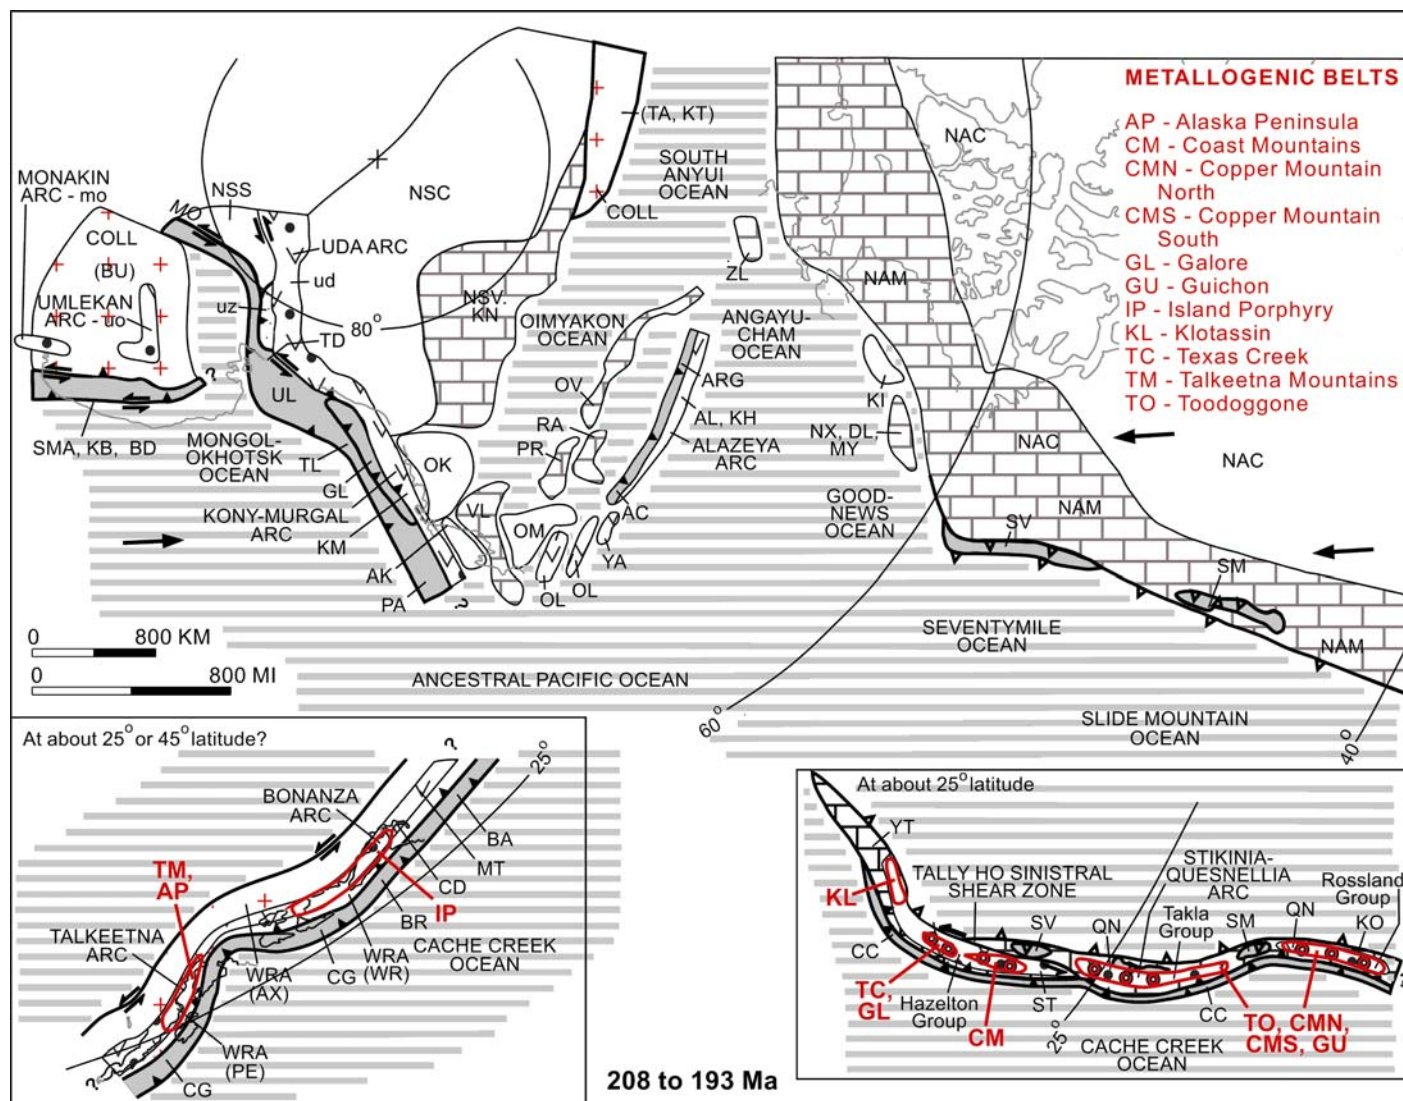 METALLOGENIC BELTS
AP - Alaska Peninsula
CM - Coast Mountains
CMN - Copper Mountain
North
CMS - Copper Mountain
South
GL - Galore
GU - Guichon
IP - Island Porphyry
KL - Klotassin
TC - Texas Creek
TM - Talkeetna Mountains
TO - Toodoggone
MONAKIN
ARC - mo
NSS
MO
COLL
(BU)
UMLEKAN
ARC - uo
UDA ARC
ud
uz
TD
80°
NSC
NSV.
KN
(TA, KT)
COLL
SOUTH
ANYUI
OCEAN
ZL
NAC
NAM
OIMYAKON
OCEAN
ANGAYU-
CHAM
OCEAN
OV
ARG
AL, KH
ALAZEYA
ARC
KI
NX, DL,
MY
NAC
NAC
NAM
?
SMA, KB, BD
UL
MONGOL-
OKHOTSK
OCEAN
TL
GL
KONY-MURGAL
ARC
KM
OK
RA
PR
VL
OM
AC
YA
OL
OL
AK
PA
?
GOOD-
NEWS
OCEAN
SV
SM
NAM
SEVENTYMILE
OCEAN
0 800 KM
0 800 MI
ANCESTRAL PACIFIC OCEAN
60°
SLIDE MOUNTAIN
OCEAN
40°
At about 25° or 45° latitude?
?
25°
BONANZA
ARC
BA
MT
CD
TM,
AP
IP
BR
TALKEETNA
ARC
WRA
(AX)
CG
WRA
(WR)
CACHE CREEK
OCEAN
WRA
(PE)
?
CG
208 to 193 Ma
At about 25° latitude
YT
KL
TALLY HO SINISTRAL
SHEAR ZONE
STIKINIA-
QUESNELLIA
ARC
Rossland
Group
SV
QN
Takla
Group
SM
QN
KO
CC
TC,
GL
Hazelton
Group
CM
ST
25°
CC
TO, CMN,
CMS, GU
CACHE CREEK
OCEAN